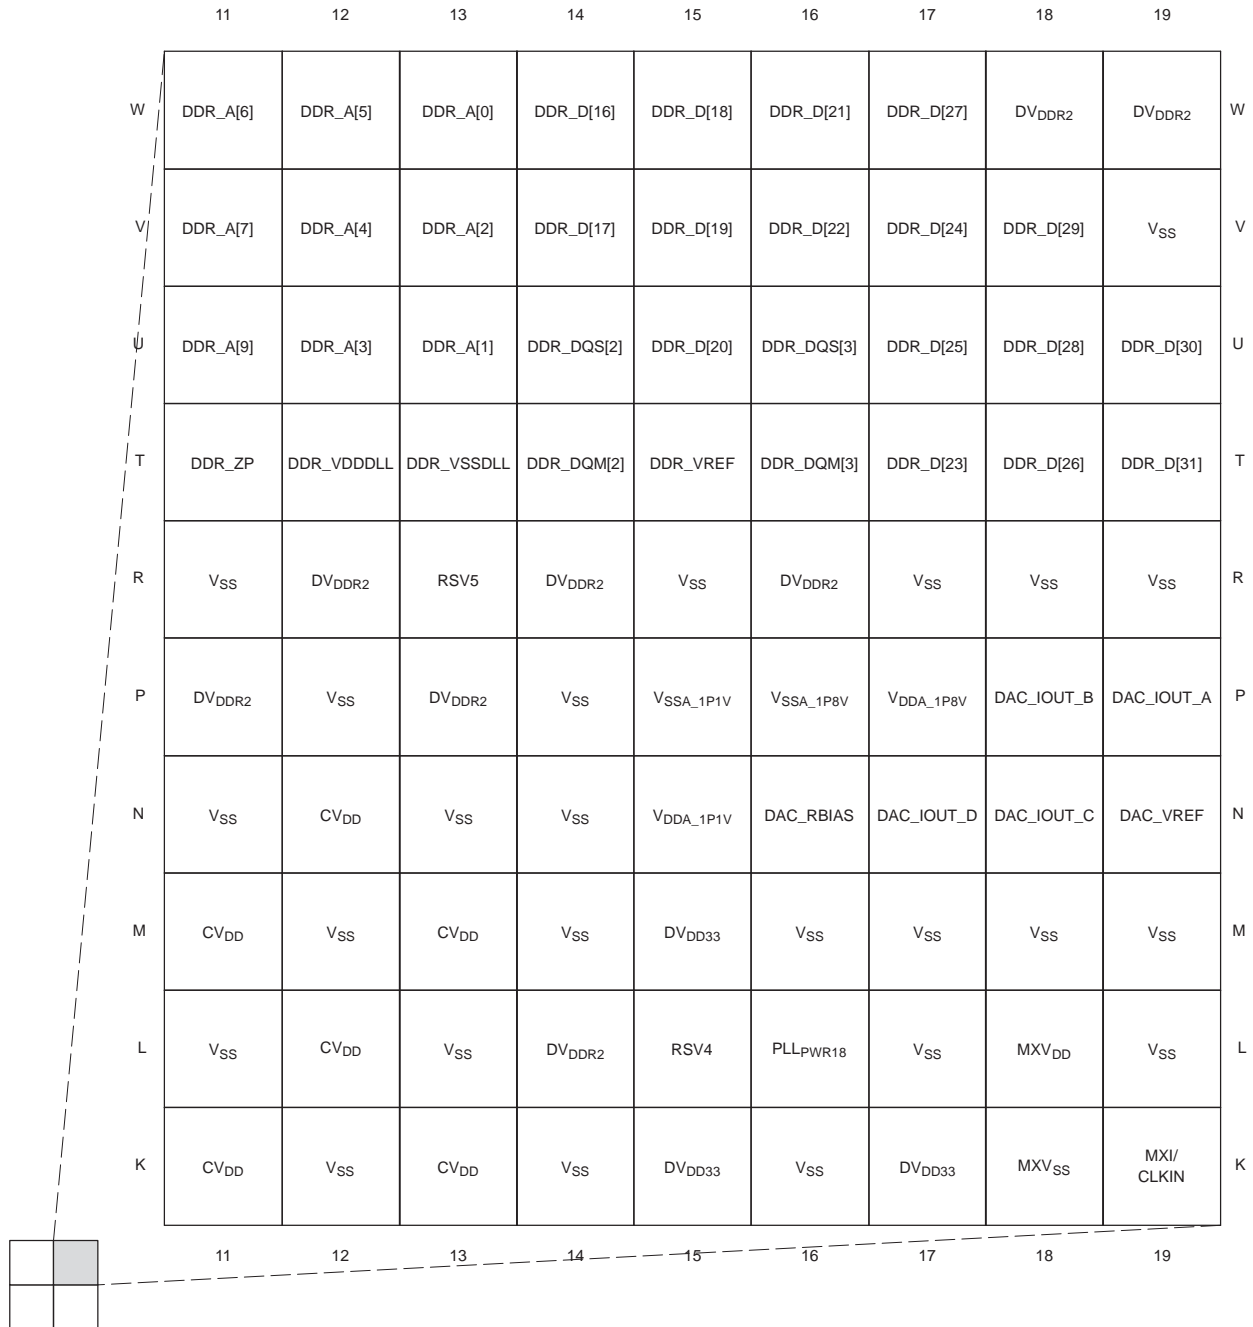 11 12 13 14 15 16 17 18 19
W DDR_A[6] DDR_A[5] DDR_A[0] DDR_D[16] DDR_D[18] DDR_D[21] DDR_D[27] DVDDR2 DVDDR2 W
V DDR_A[7] DDR_A[4] DDR_A[2] DDR_D[17] DDR_D[19] DDR_D[22] DDR_D[24] DDR_D[29] VSS V
U DDR_A[9] DDR_A[3] DDR_A[1] DDR_DQS[2] DDR_D[20] DDR_DQS[3] DDR_D[25] DDR_D[28] DDR_D[30] U
T DDR_ZP DDR_VDDDLL DDR_VSSDLL DDR_DQM[2] DDR_VREF DDR_DQM[3] DDR_D[23] DDR_D[26] DDR_D[31] T
R VSS DVDDR2 RSV5 DVDDR2 VSS DVDDR2 VSS VSS VSS R
P DVDDR2 VSS DVDDR2 VSS VSSA_1P1V VSSA_1P8V VDDA_1P8V DAC_IOUT_B DAC_IOUT_A P
N VSS CVDD VSS VSS VDDA_1P1V DAC_RBIAS DAC_IOUT_D DAC_IOUT_C DAC_VREF N
M CVDD VSS CVDD VSS DVDD33 VSS VSS VSS VSS M
L VSS CVDD VSS DVDDR2 RSV4 PLLPWR18 VSS MXVDD VSS L
K CVDD VSS CVDD VSS DVDD33 VSS DVDD33 MXVSS MXI/ K
CLKIN
11 12 13 14 15 16 17 18 19